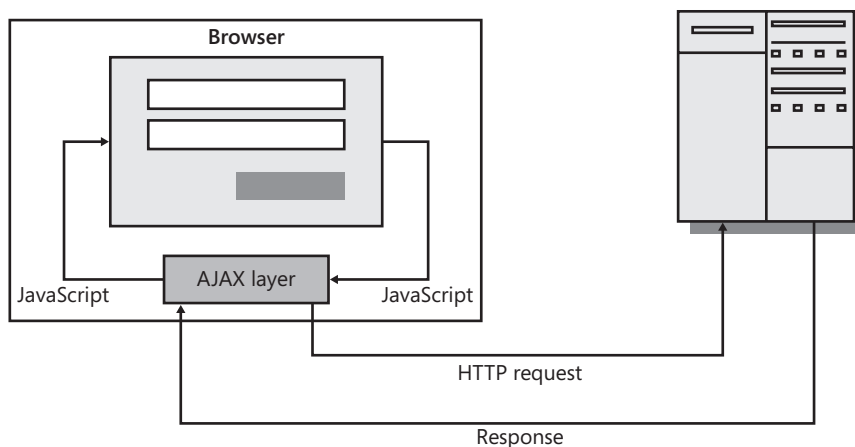 Browser
AJAX layer
JavaScript
JavaScript
HTTP request
Response